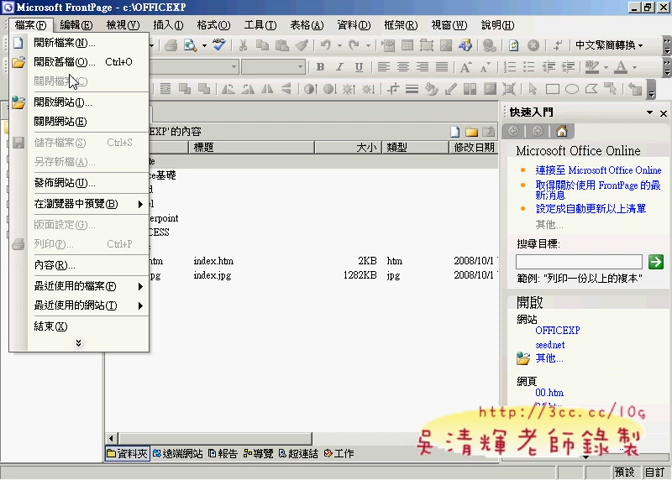 Microsoft FrontPage - c:\OFFICEXP
檔案(F) 編輯(E) 檢視(V) 插入(I) 格式(O) 工具(T) 表格(A) 資料(D) 框架(R) 視窗(W) 說明(H)
中文繁簡轉換
開新檔案(N)...
開啟舊檔(O)... Ctrl+O
關閉檔案(C)
開啟網站(I)...
關閉網站(E)
儲存檔案(S) Ctrl+S
另存新檔(A)...
發佈網站(U)...
在瀏覽器中預覽(B)
版面設定(G)...
列印(P)... Ctrl+P
內容(R)...
最近使用的檔案(F)
最近使用的網站(T)
結束(X)
EXP'的內容
標題 大小 類型 修改日期
index.htm 2KB htm 2008/10/1
index.jpg 1282KB jpg 2008/10/1
資料夾 遠端網站 報告 導覽 超連結 工作
快速入門
Microsoft Office Online
連接至 Microsoft Office Online
取得關於使用 FrontPage 的最新消息
設定成自動更新以上清單
其他...
搜尋目標:
範例: "列印一份以上的複本"
開啟
網站
OFFICEXP
seednet
其他...
網頁
00.htm
http://3cc.cc/10g
吳清輝老師錄製
預設 自訂